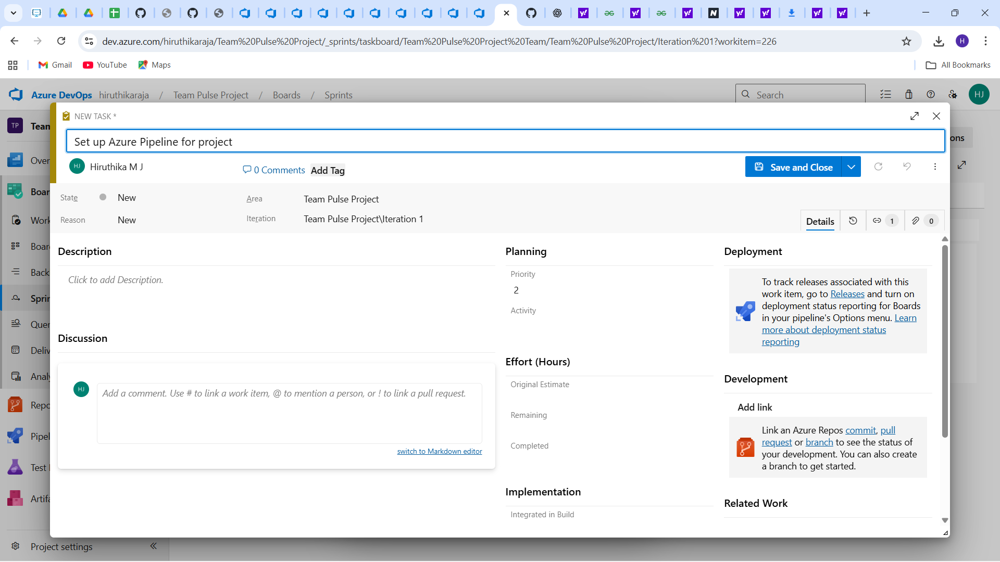 dev.azure.com/hiruthikaraja/Team%20Pulse%20Project/_sprints/taskboard/Team%20Pulse%20Project%20Team/Team%20Pulse%20Project/Iteration%201?workitem=226
H
Gmail
YouTube
Maps
All Bookmarks
Azure DevOps hiruthikaraja / Team Pulse Project / Boards / Sprints
Search
HJ
NEW TASK *
TP
Team
Set up Azure Pipeline for project
ons
Over
HJ
Hiruthika M J
0 Comments
Add Tag
Save and Close
Boar
State
New
Area
Team Pulse Project
Reason
New
Iteration
Team Pulse Project\Iteration 1
Details
1
0
Work
Boar
Back
Sprin
Quer
Deliv
Analy
Repo
Pipel
Test
Artifa
Description
Click to add Description.
Discussion
HJ
Add a comment. Use # to link a work item, @ to mention a person, or ! to link a pull request.
switch to Markdown editor
Planning
Priority
2
Activity
Effort (Hours)
Original Estimate
Remaining
Completed
Implementation
Integrated in Build
Deployment
To track releases associated with this
work item, go to Releases and turn on
deployment status reporting for Boards
in your pipeline's Options menu. Learn
more about deployment status
reporting
Development
Add link
Link an Azure Repos commit, pull
request or branch to see the status of
your development. You can also create
a branch to get started.
Related Work
Project settings